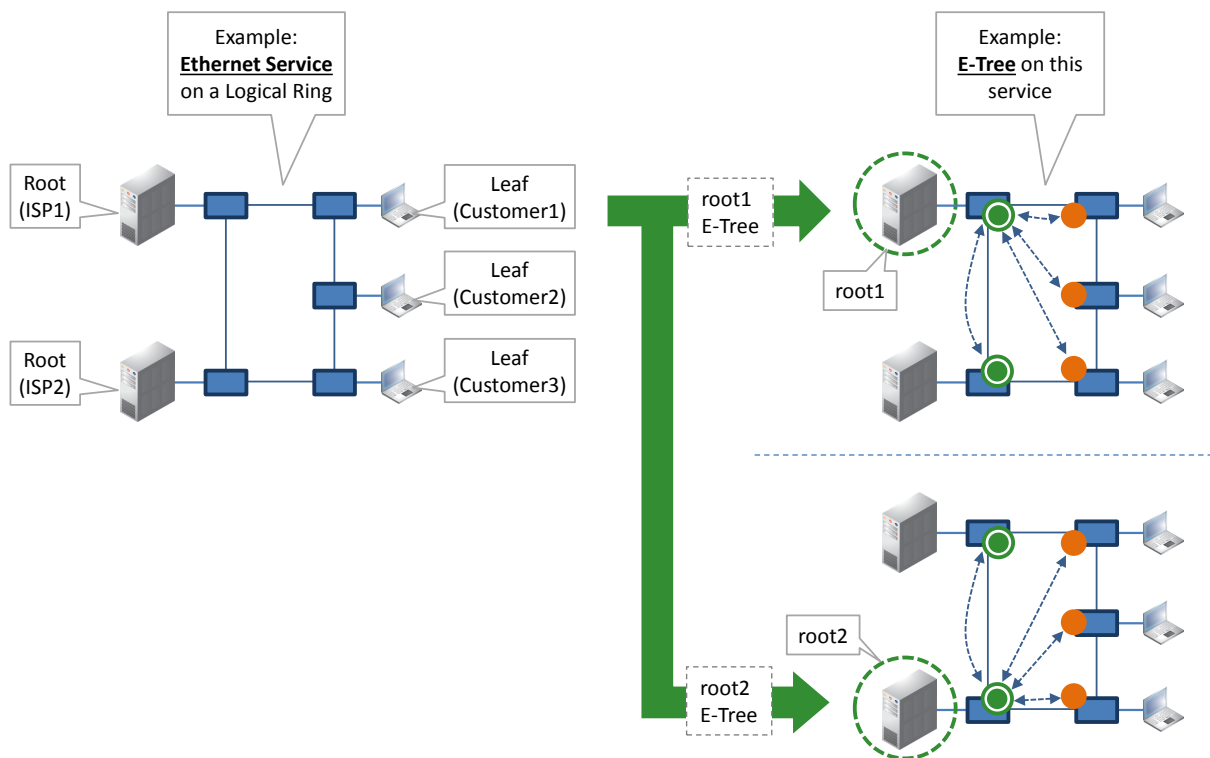 Example:
Ethernet Service
on a Logical Ring
Example:
E-Tree on this
service
Root
(ISP1)
Leaf
(Customer1)
Leaf
(Customer2)
Root
(ISP2)
Leaf
(Customer3)
root1
E-Tree
root1
root2
root2
E-Tree